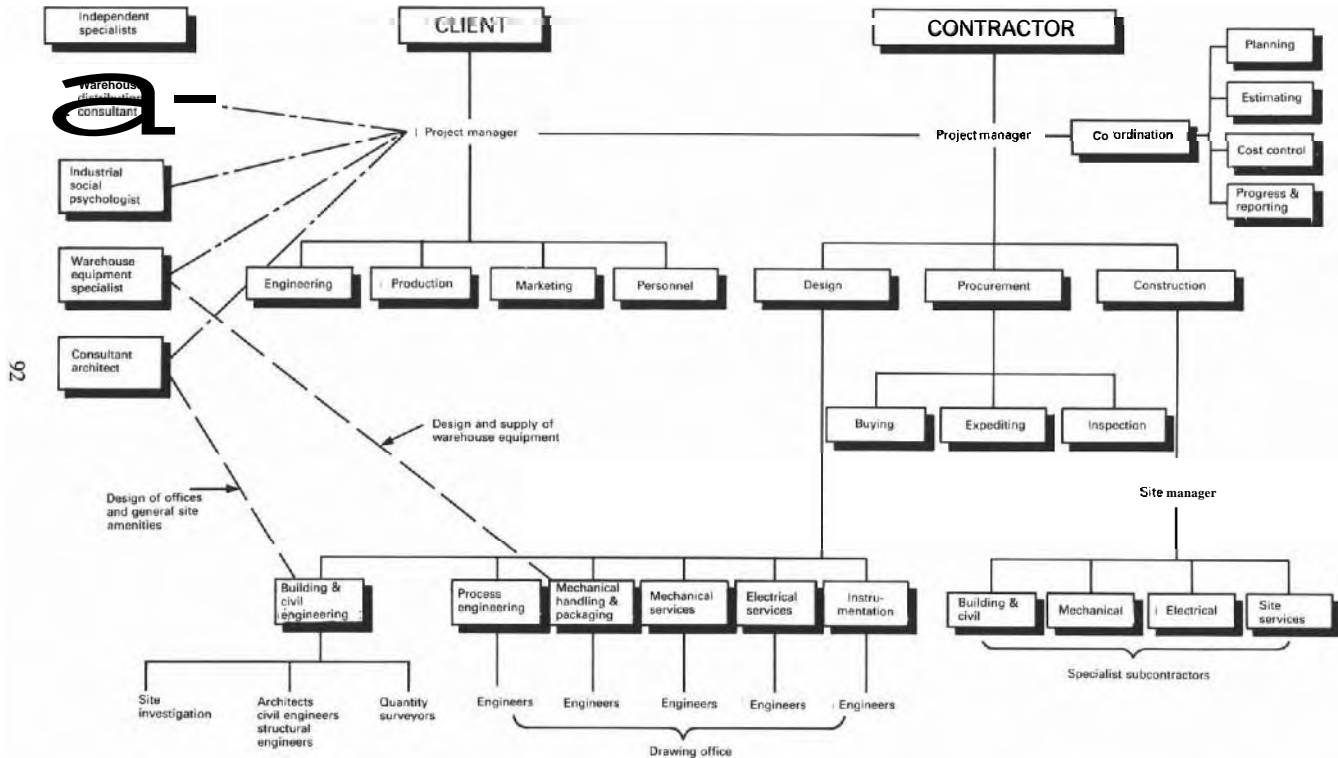 Independent
specialists
CLIENT
CONTRACTOR
Planning
Estimating
Cost control
Progress &
reporting
Warehouse
distribution
consultant
Project manager
Project manager
Co ordination
Industrial
social
psychologist
Warehouse
equipment
specialist
Consultant
architect
Engineering
Production
Marketing
Personnel
Design
Procurement
Construction
92
Buying
Expediting
Inspection
Design and supply of
warehouse equipment
Design of offices
and general site
amenities
Site manager
Building &
civil
engineering
Process
engineering
Mechanical
handling &
packaging
Mechanical
services
Electrical
services
Instru-
mentation
Building &
civil
Mechanical
Electrical
Site
services
Specialist subcontractors
Site
investigation
Architects
civil engineers
structural
engineers
Quantity
surveyors
Engineers
Engineers
Engineers
Engineers
Engineers
Drawing office